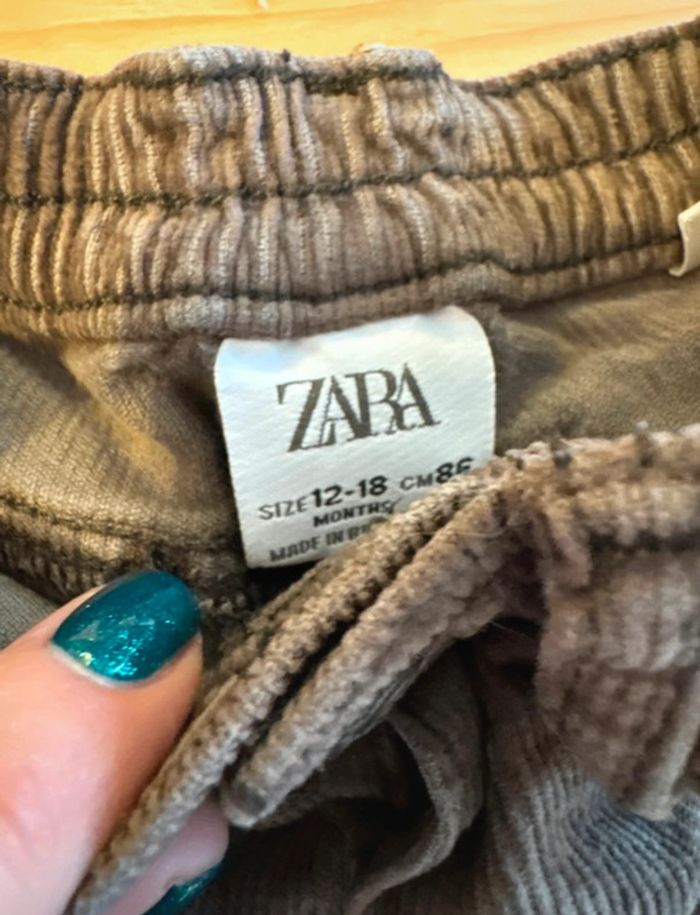 ZARA
SIZE 12-18 CM 86
MONTHS
MADE IN